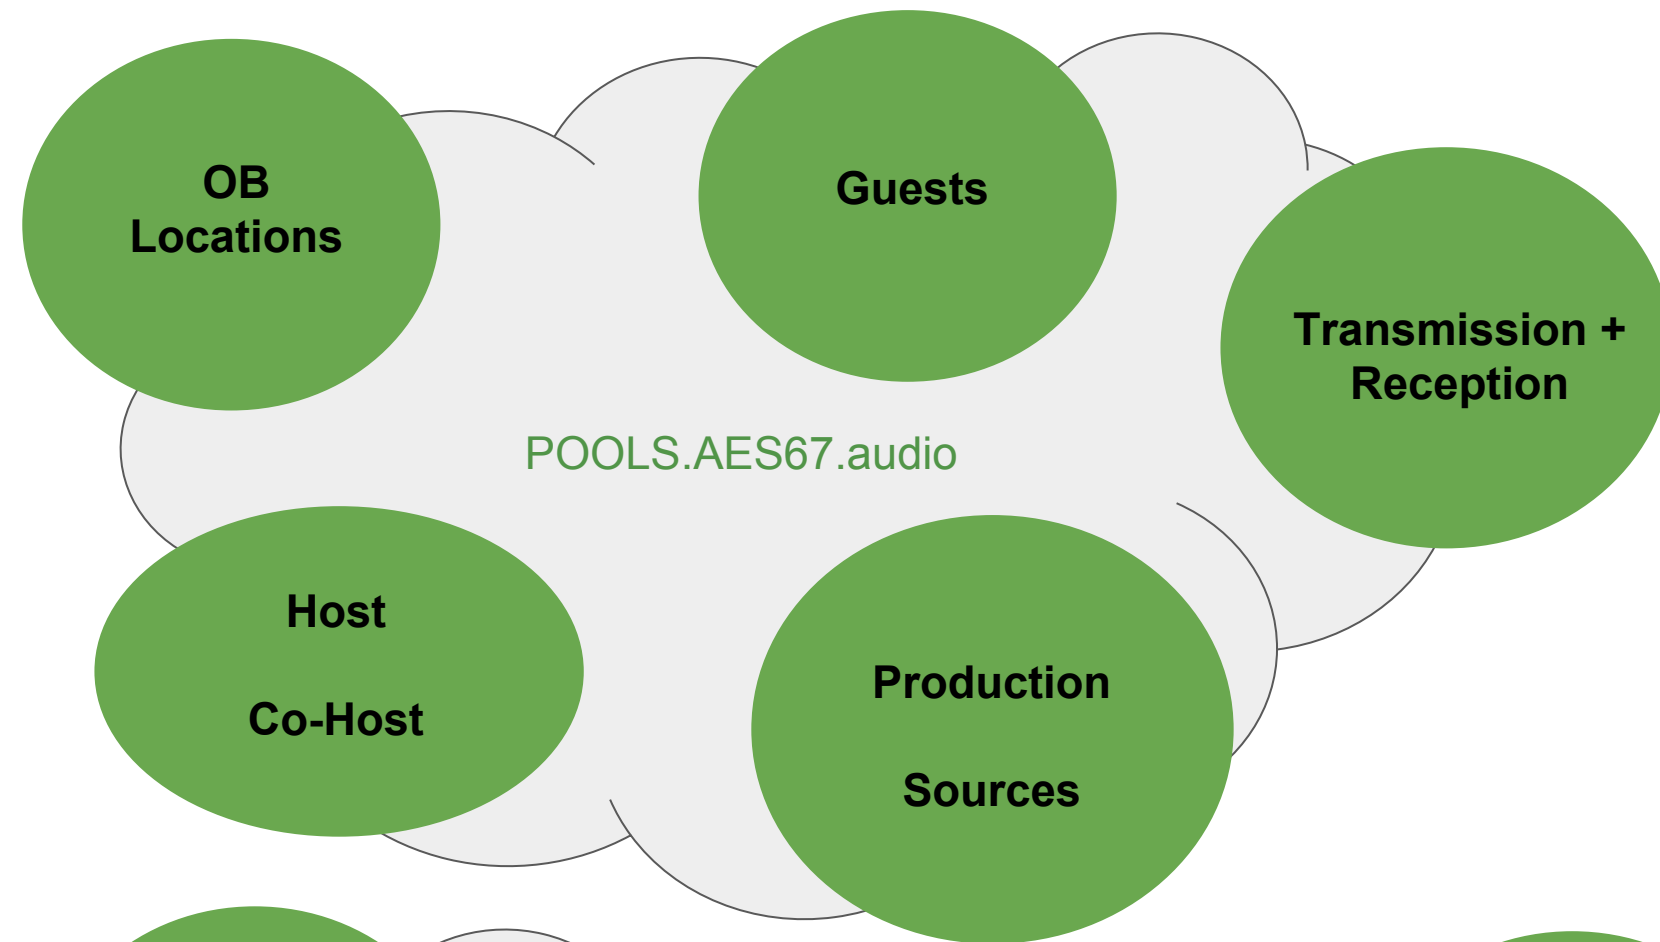 OB
Locations
Guests
Transmission +
Reception
POOLS.AES67.audio
Host
Co-Host
Production
Sources